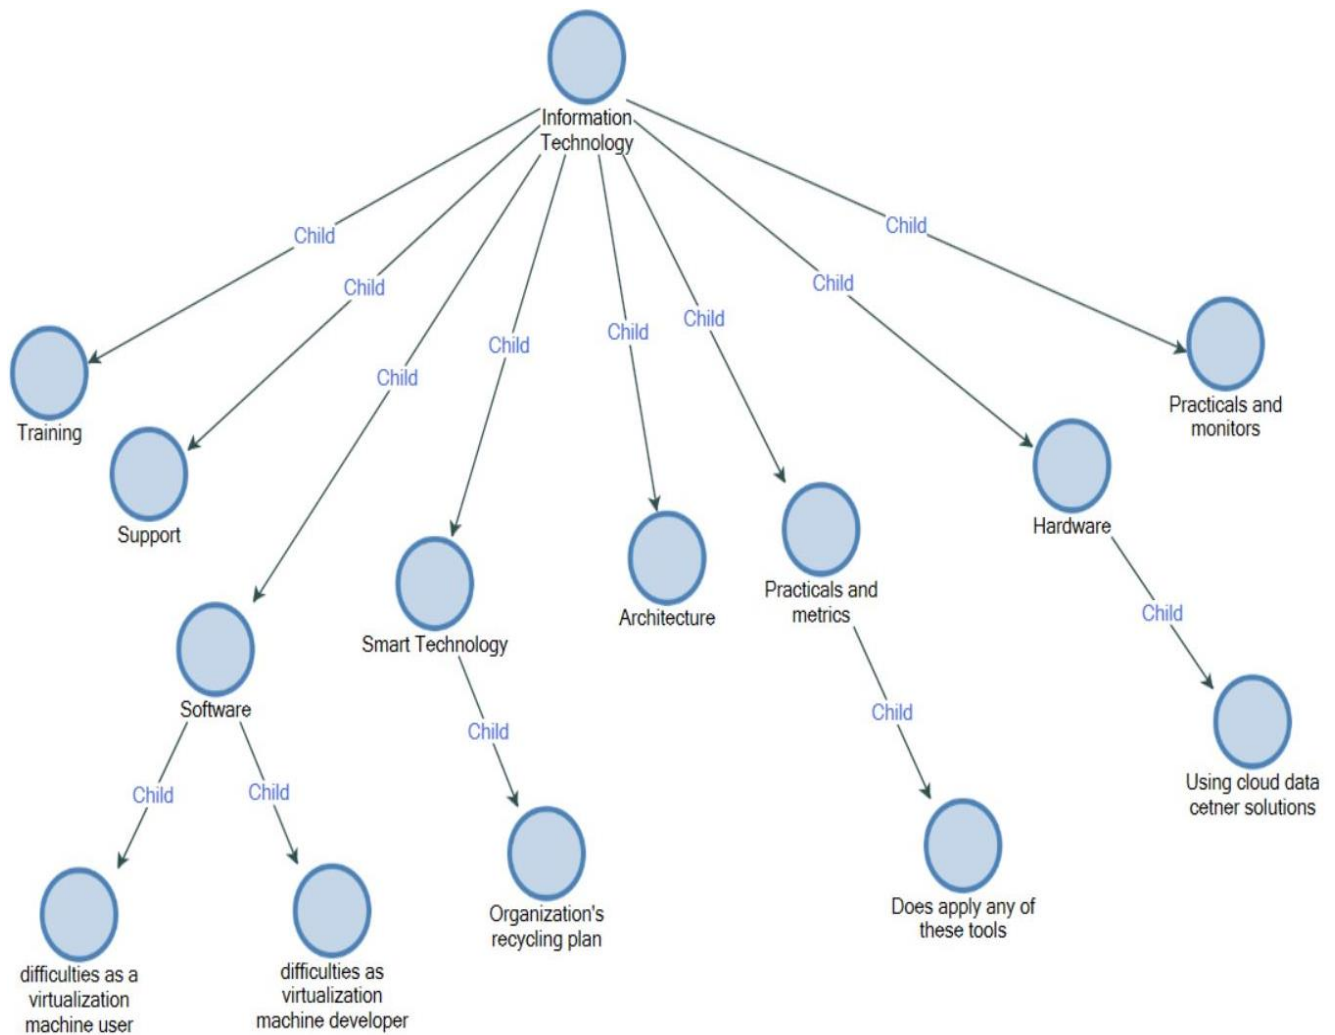 Information
Technology
Child
Child
Child
Child
Child
Child
Child
Child
Training
Support
Software
Smart Technology
Architecture
Practicals and
metrics
Hardware
Practicals and
monitors
Child
Child
Child
Child
Child
difficulties as a
virtualization
machine user
difficulties as
virtualization
machine developer
Organization's
recycling plan
Does apply any of
these tools
Using cloud data
cetner solutions